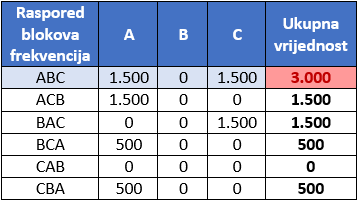 Raspored blokova frekvencija A B C Ukupna vrijednost
ABC 1.500 0 1.500 3.000
ACB 1.500 0 0 1.500
BAC 0 0 1.500 1.500
BCA 500 0 0 500
CAB 0 0 0 0
CBA 500 0 0 500